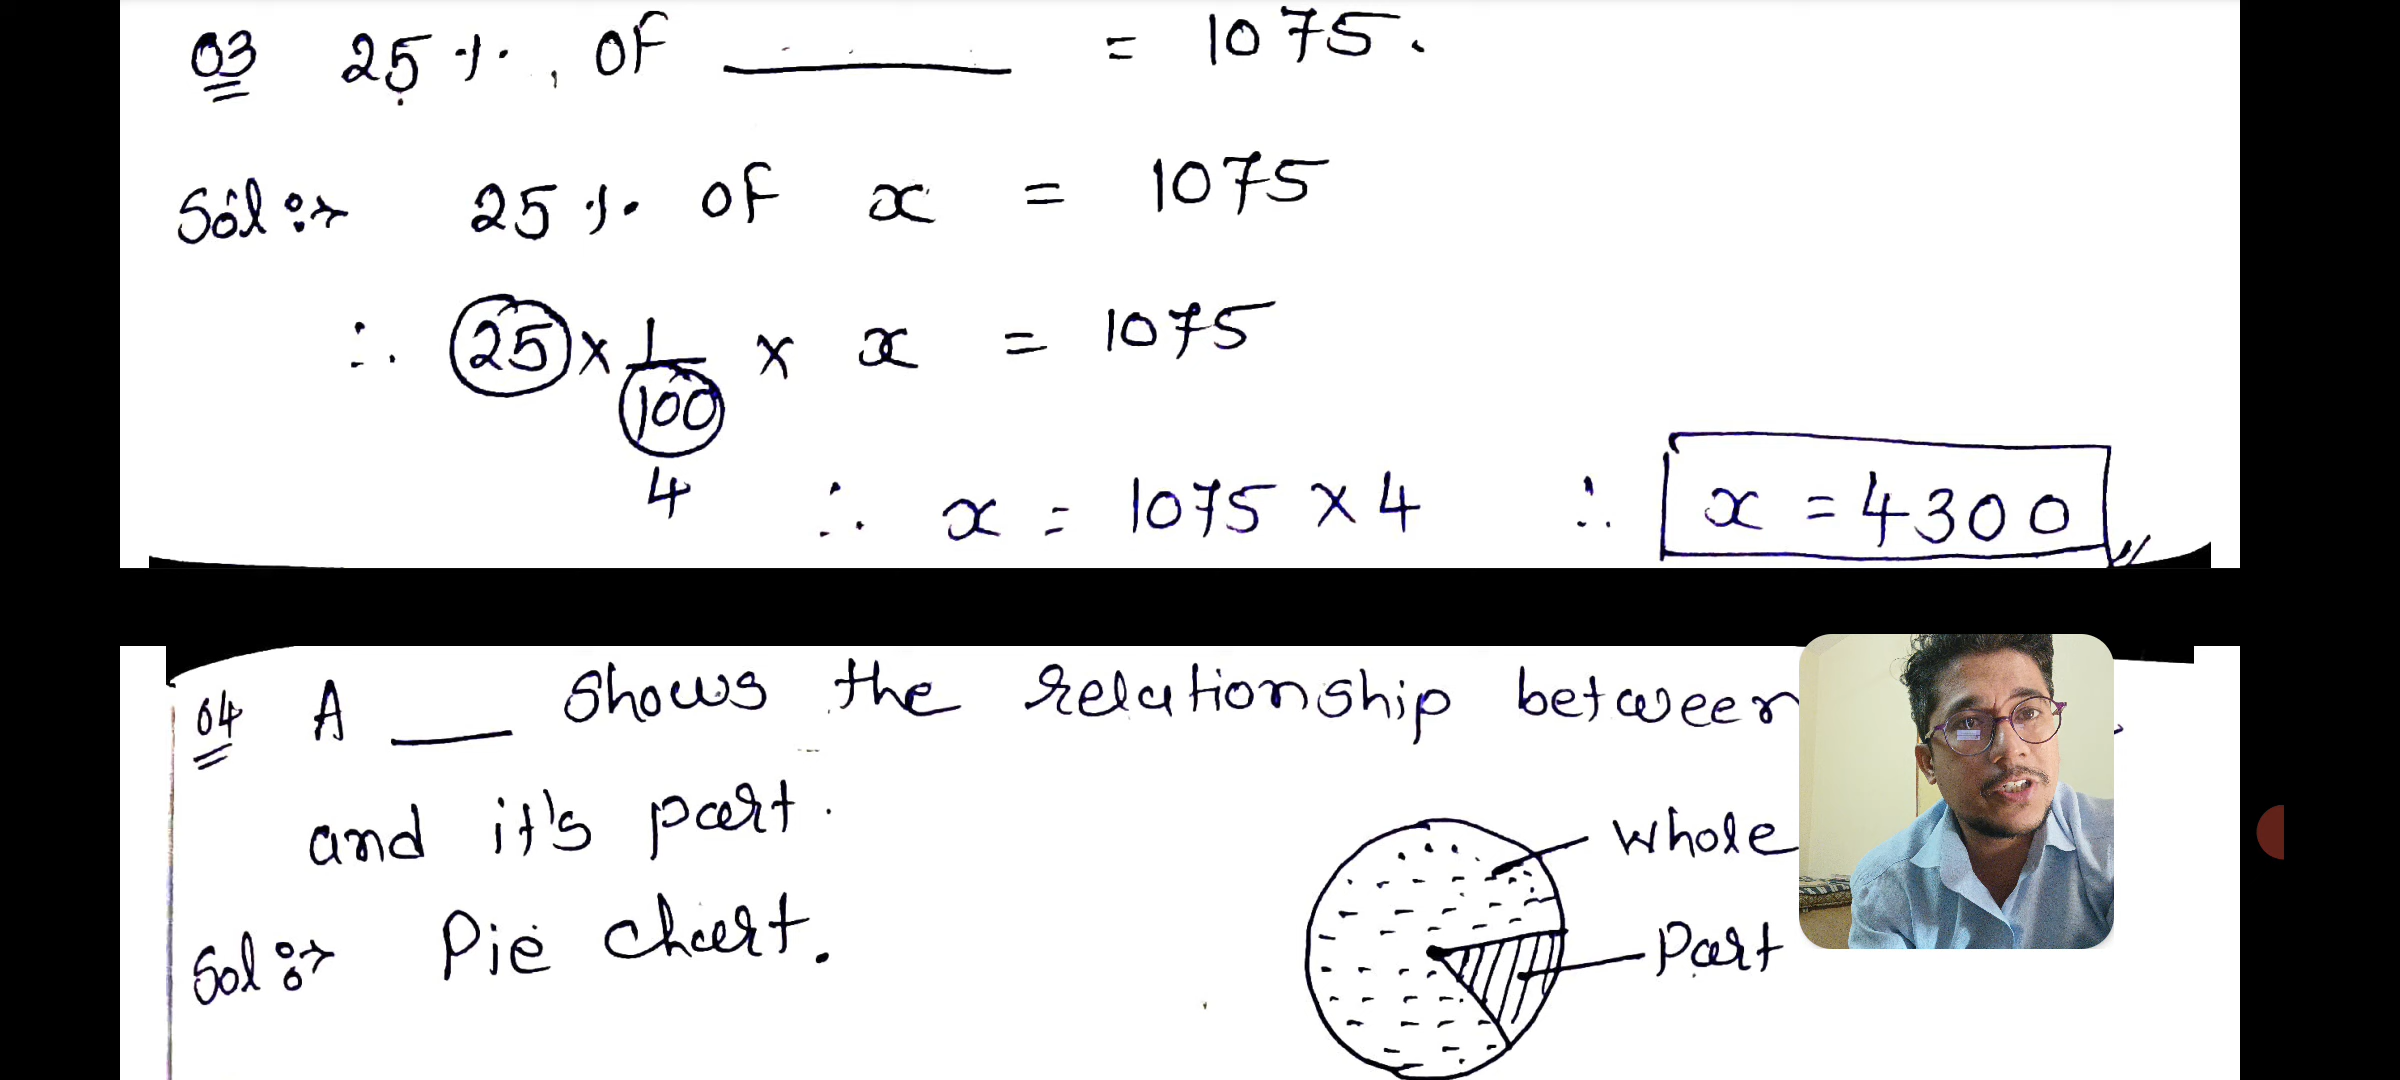 03 25 % of ______ = 1075.
Sol :→ 25 % of x = 1075
∴ 25 × 1/100 × x = 1075
4 ∴ x = 1075 × 4 ∴ x = 4300
04 A ___ shows the relationship between
and it's part.
Whole
Sol :→ Pie chart.
Part